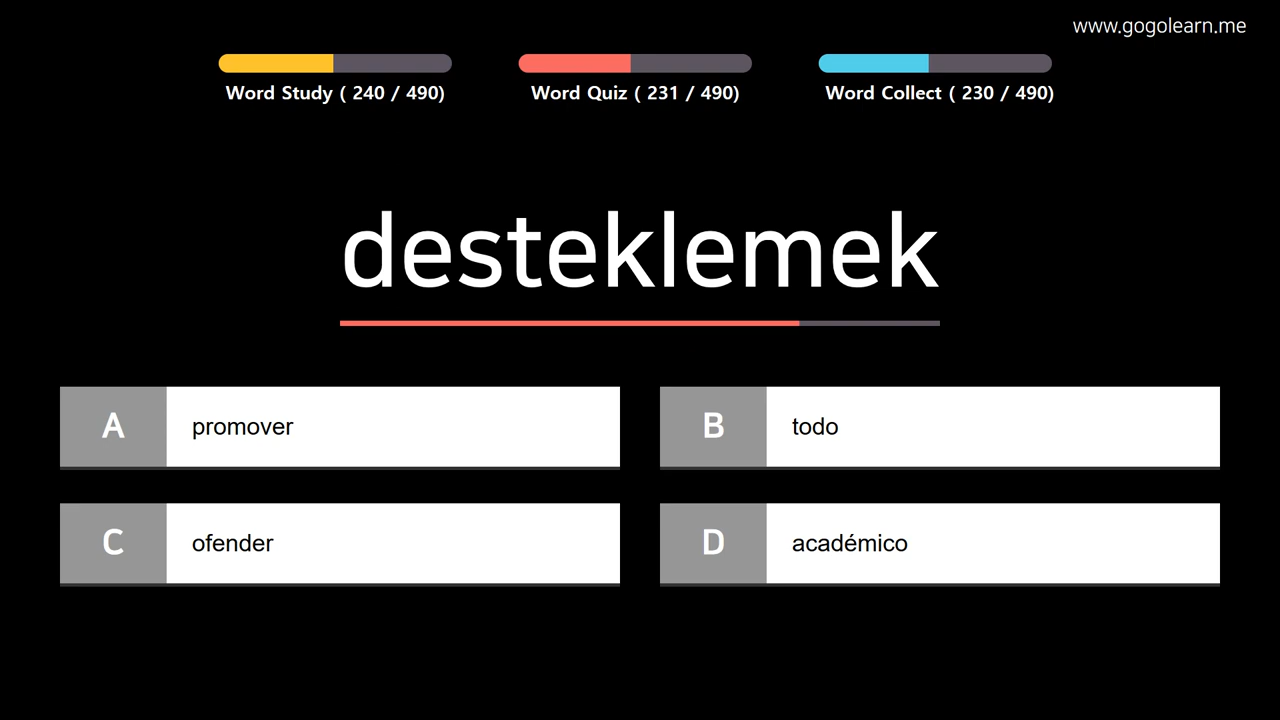 www.gogolearn.me
Word Study ( 240 / 490)
Word Quiz ( 231 / 490)
Word Collect ( 230 / 490)
desteklemek
A promover
B todo
C ofender
D académico